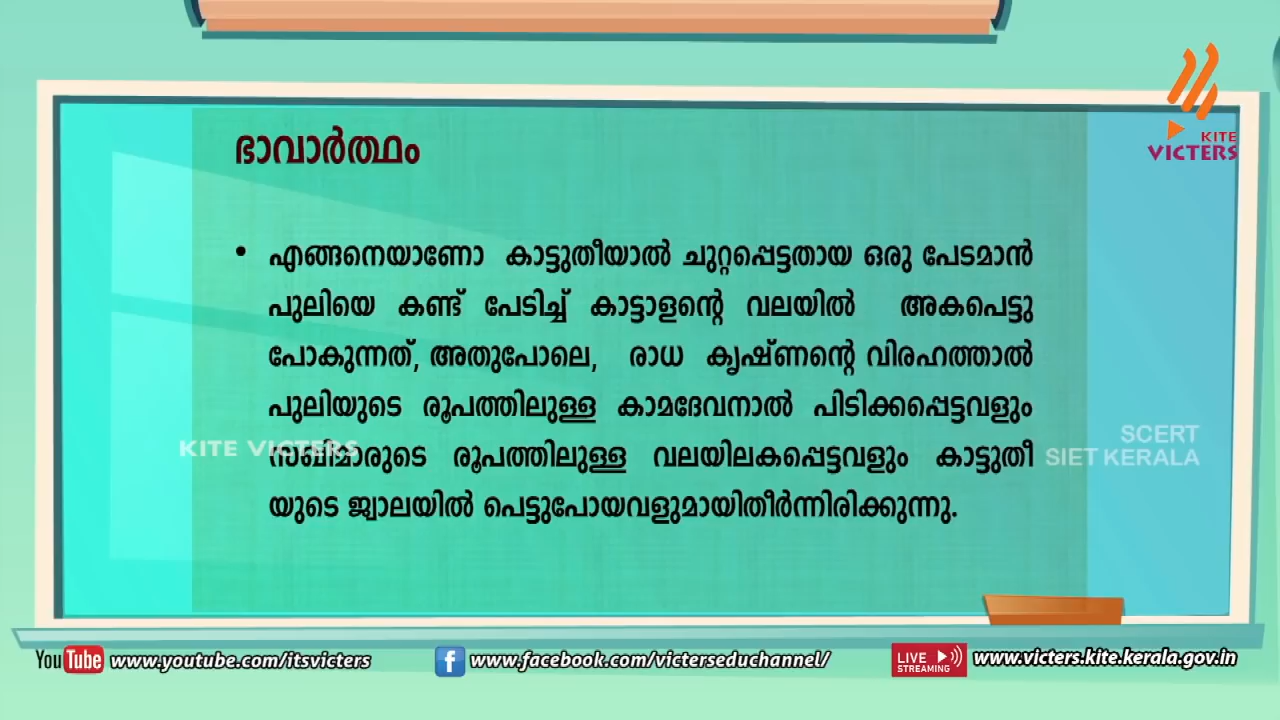 KITE
VICTERS
ഭാവാർത്ഥം
• എങ്ങനെയാണോ കാട്ടുതീയാൽ ചുറ്റപ്പെട്ടതായ ഒരു പേടമാൻ
പുലിയെ കണ്ട് പേടിച്ച് കാട്ടാളന്റെ വലയിൽ അകപെട്ടു
പോകുന്നത്, അതുപോലെ, രാധ കൃഷ്ണന്റെ വിരഹത്താൽ
പുലിയുടെ രൂപത്തിലുള്ള കാമദേവനാൽ പിടിക്കപ്പെട്ടവളും
സഖിമാരുടെ രൂപത്തിലുള്ള വലയിലകപ്പെട്ടവളും കാട്ടുതീ
യുടെ ജ്വാലയിൽ പെട്ടുപോയവളുമായിതീർന്നിരിക്കുന്നു.
KITE VICTERS
SCERT
SIET KERALA
YouTube www.youtube.com/itsvicters
f www.facebook.com/victerseduchannel/
LIVE
STREAMING
www.victers.kite.kerala.gov.in